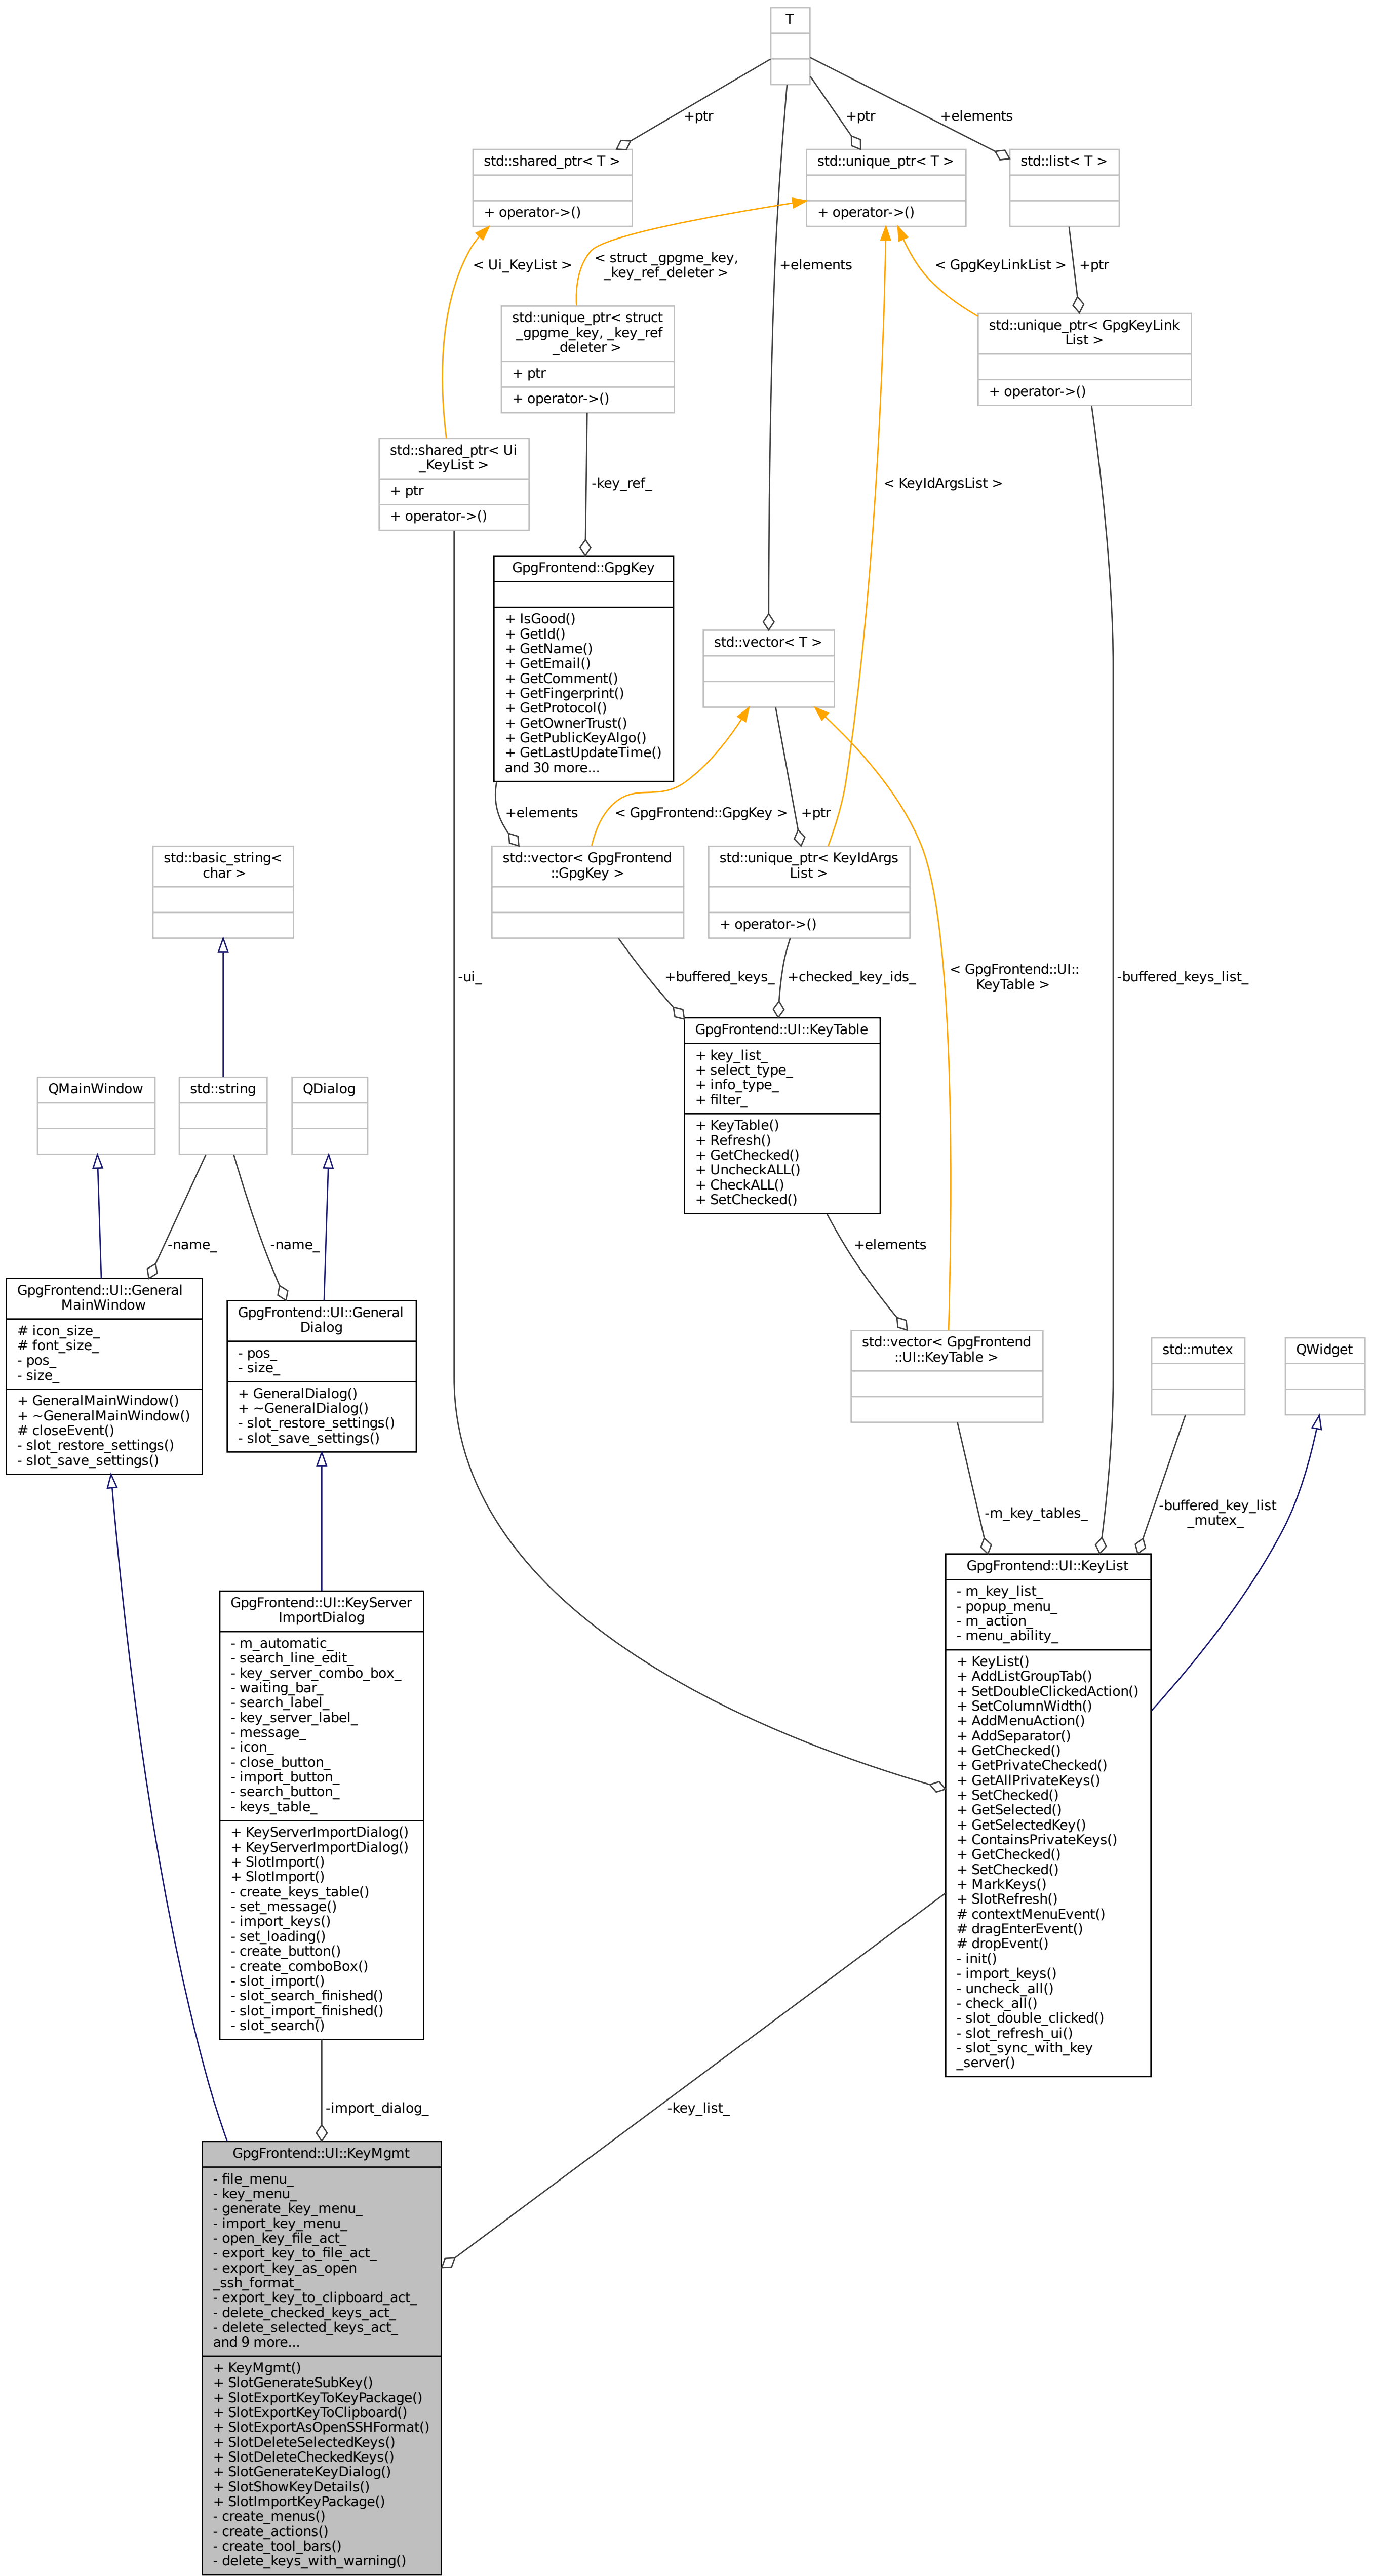 T
+ptr
+ptr
+elements
std::shared_ptr< T >
+ operator->()
std::unique_ptr< T >
+ operator->()
std::list< T >
< Ui_KeyList >
< struct _gpgme_key,
_key_ref_deleter >
+elements
< GpgKeyLinkList >
+ptr
std::unique_ptr< struct
_gpgme_key, _key_ref
_deleter >
+ ptr
+ operator->()
std::unique_ptr< GpgKeyLink
List >
+ operator->()
std::shared_ptr< Ui
_KeyList >
+ ptr
+ operator->()
-key_ref_
< KeyIdArgsList >
GpgFrontend::GpgKey
+ IsGood()
+ GetId()
+ GetName()
+ GetEmail()
+ GetComment()
+ GetFingerprint()
+ GetProtocol()
+ GetOwnerTrust()
+ GetPublicKeyAlgo()
+ GetLastUpdateTime()
and 30 more...
std::vector< T >
+elements
< GpgFrontend::GpgKey >
+ptr
std::basic_string<
char >
std::vector< GpgFrontend
::GpgKey >
std::unique_ptr< KeyIdArgs
List >
+ operator->()
-ui_
+buffered_keys_
+checked_key_ids_
< GpgFrontend::UI::
KeyTable >
-buffered_keys_list_
GpgFrontend::UI::KeyTable
+ key_list_
+ select_type_
+ info_type_
+ filter_
+ KeyTable()
+ Refresh()
+ GetChecked()
+ UncheckALL()
+ CheckALL()
+ SetChecked()
QMainWindow
std::string
QDialog
-name_
-name_
+elements
GpgFrontend::UI::General
MainWindow
# icon_size_
# font_size_
- pos_
- size_
+ GeneralMainWindow()
+ ~GeneralMainWindow()
# closeEvent()
- slot_restore_settings()
- slot_save_settings()
GpgFrontend::UI::General
Dialog
- pos_
- size_
+ GeneralDialog()
+ ~GeneralDialog()
- slot_restore_settings()
- slot_save_settings()
std::vector< GpgFrontend
::UI::KeyTable >
std::mutex
QWidget
-m_key_tables_
-buffered_key_list
_mutex_
GpgFrontend::UI::KeyList
- m_key_list_
- popup_menu_
- m_action_
- menu_ability_
+ KeyList()
+ AddListGroupTab()
+ SetDoubleClickedAction()
+ SetColumnWidth()
+ AddMenuAction()
+ AddSeparator()
+ GetChecked()
+ GetPrivateChecked()
+ GetAllPrivateKeys()
+ SetChecked()
+ GetSelected()
+ GetSelectedKey()
+ ContainsPrivateKeys()
+ GetChecked()
+ SetChecked()
+ MarkKeys()
+ SlotRefresh()
# contextMenuEvent()
# dragEnterEvent()
# dropEvent()
- init()
- import_keys()
- uncheck_all()
- check_all()
- slot_double_clicked()
- slot_refresh_ui()
- slot_sync_with_key
_server()
GpgFrontend::UI::KeyServer
ImportDialog
- m_automatic_
- search_line_edit_
- key_server_combo_box_
- waiting_bar_
- search_label_
- key_server_label_
- message_
- icon_
- close_button_
- import_button_
- search_button_
- keys_table_
+ KeyServerImportDialog()
+ KeyServerImportDialog()
+ SlotImport()
+ SlotImport()
- create_keys_table()
- set_message()
- import_keys()
- set_loading()
- create_button()
- create_comboBox()
- slot_import()
- slot_search_finished()
- slot_import_finished()
- slot_search()
-import_dialog_
-key_list_
GpgFrontend::UI::KeyMgmt
- file_menu_
- key_menu_
- generate_key_menu_
- import_key_menu_
- open_key_file_act_
- export_key_to_file_act_
- export_key_as_open
_ssh_format_
- export_key_to_clipboard_act_
- delete_checked_keys_act_
- delete_selected_keys_act_
and 9 more...
+ KeyMgmt()
+ SlotGenerateSubKey()
+ SlotExportKeyToKeyPackage()
+ SlotExportKeyToClipboard()
+ SlotExportAsOpenSSHFormat()
+ SlotDeleteSelectedKeys()
+ SlotDeleteCheckedKeys()
+ SlotGenerateKeyDialog()
+ SlotShowKeyDetails()
+ SlotImportKeyPackage()
- create_menus()
- create_actions()
- create_tool_bars()
- delete_keys_with_warning()